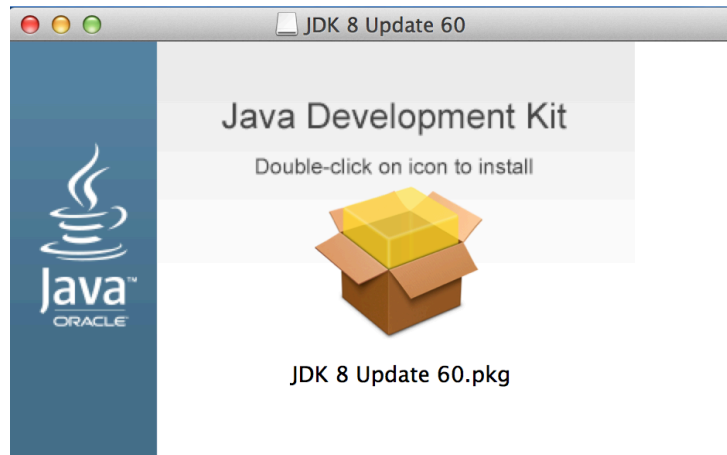 JDK 8 Update 60
Java Development Kit
Double-click on icon to install
Java™
ORACLE
JDK 8 Update 60.pkg